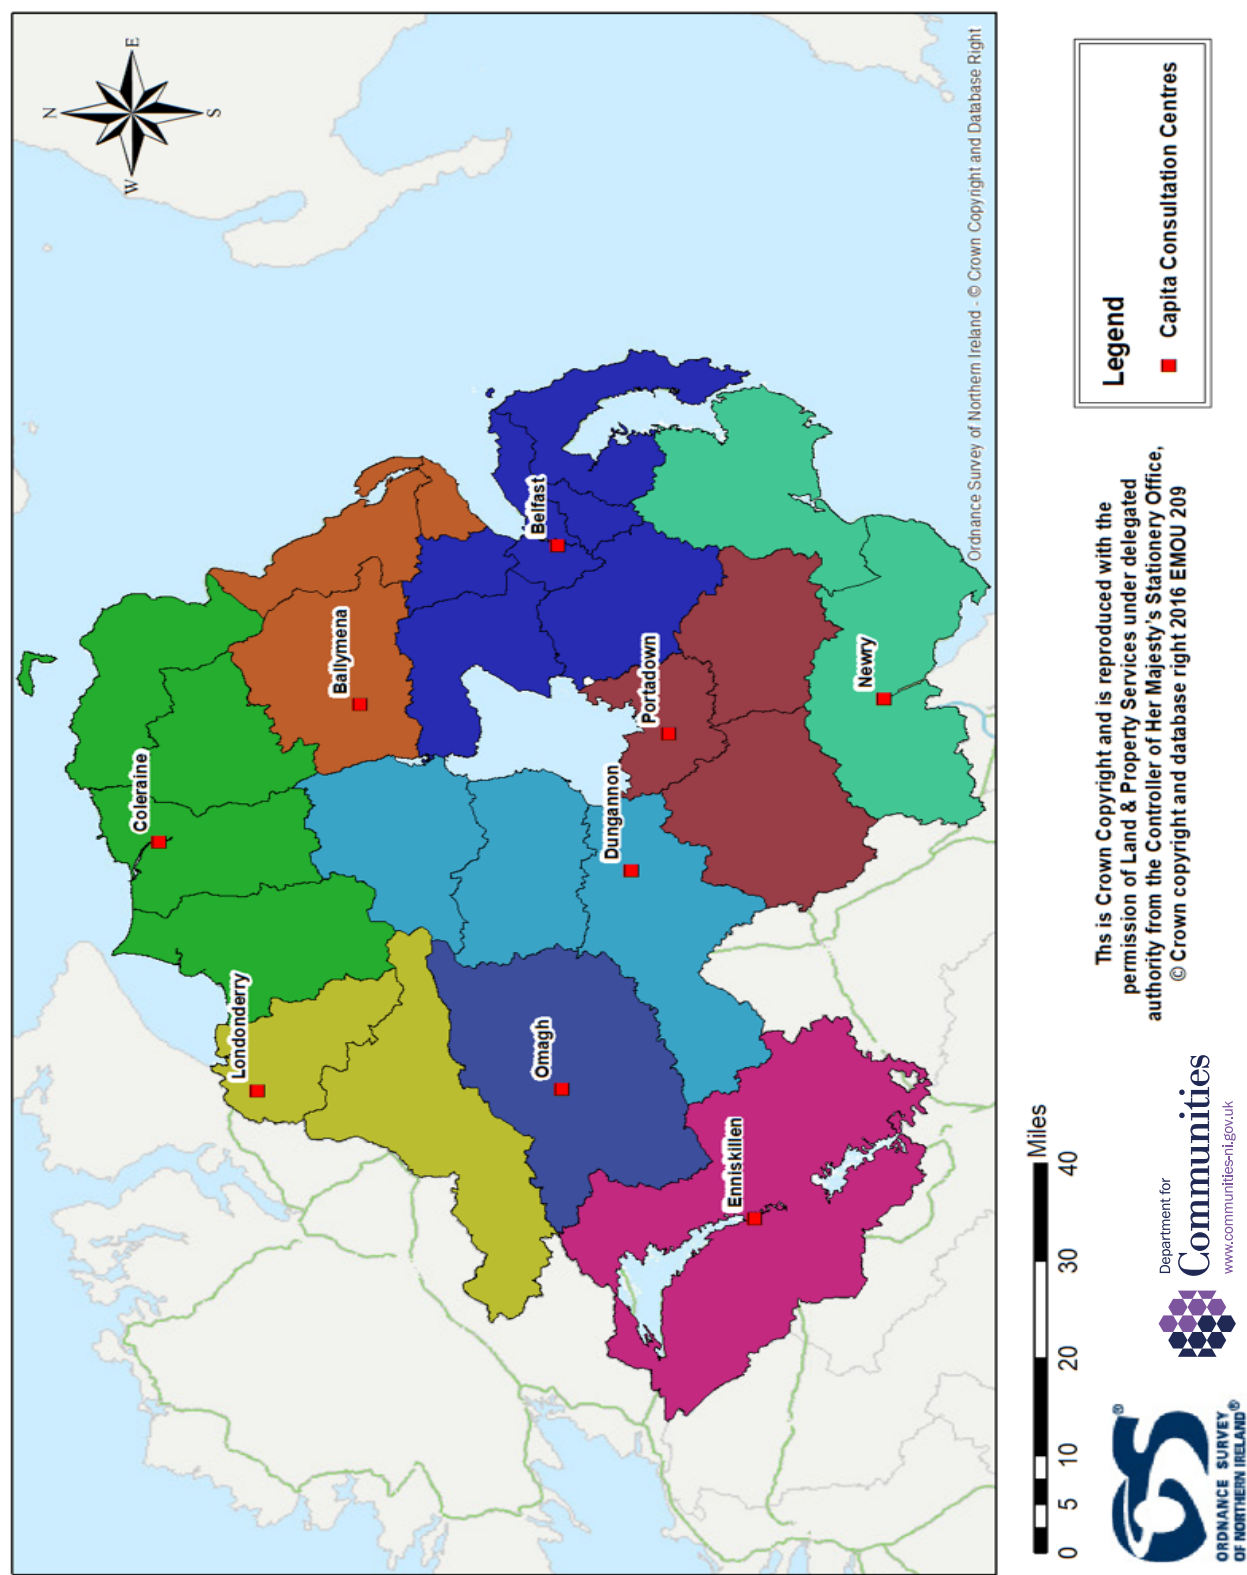 N
W
E
S
Coleraine
Londonderry
Ballymena
Belfast
Omagh
Dungannon
Portadown
Enniskillen
Newry
Ordnance Survey of Northern Ireland - © Crown Copyright and Database Right
Miles
0 5 10 20 30 40
This is Crown Copyright and is reproduced with the
permission of Land & Property Services under delegated
authority from the Controller of Her Majesty's Stationery Office,
© Crown copyright and database right 2016 EMOU 209
Legend
Capita Consultation Centres
®
ORDNANCE SURVEY
OF NORTHERN IRELAND®
Department for
Communities
www.communities-ni.gov.uk